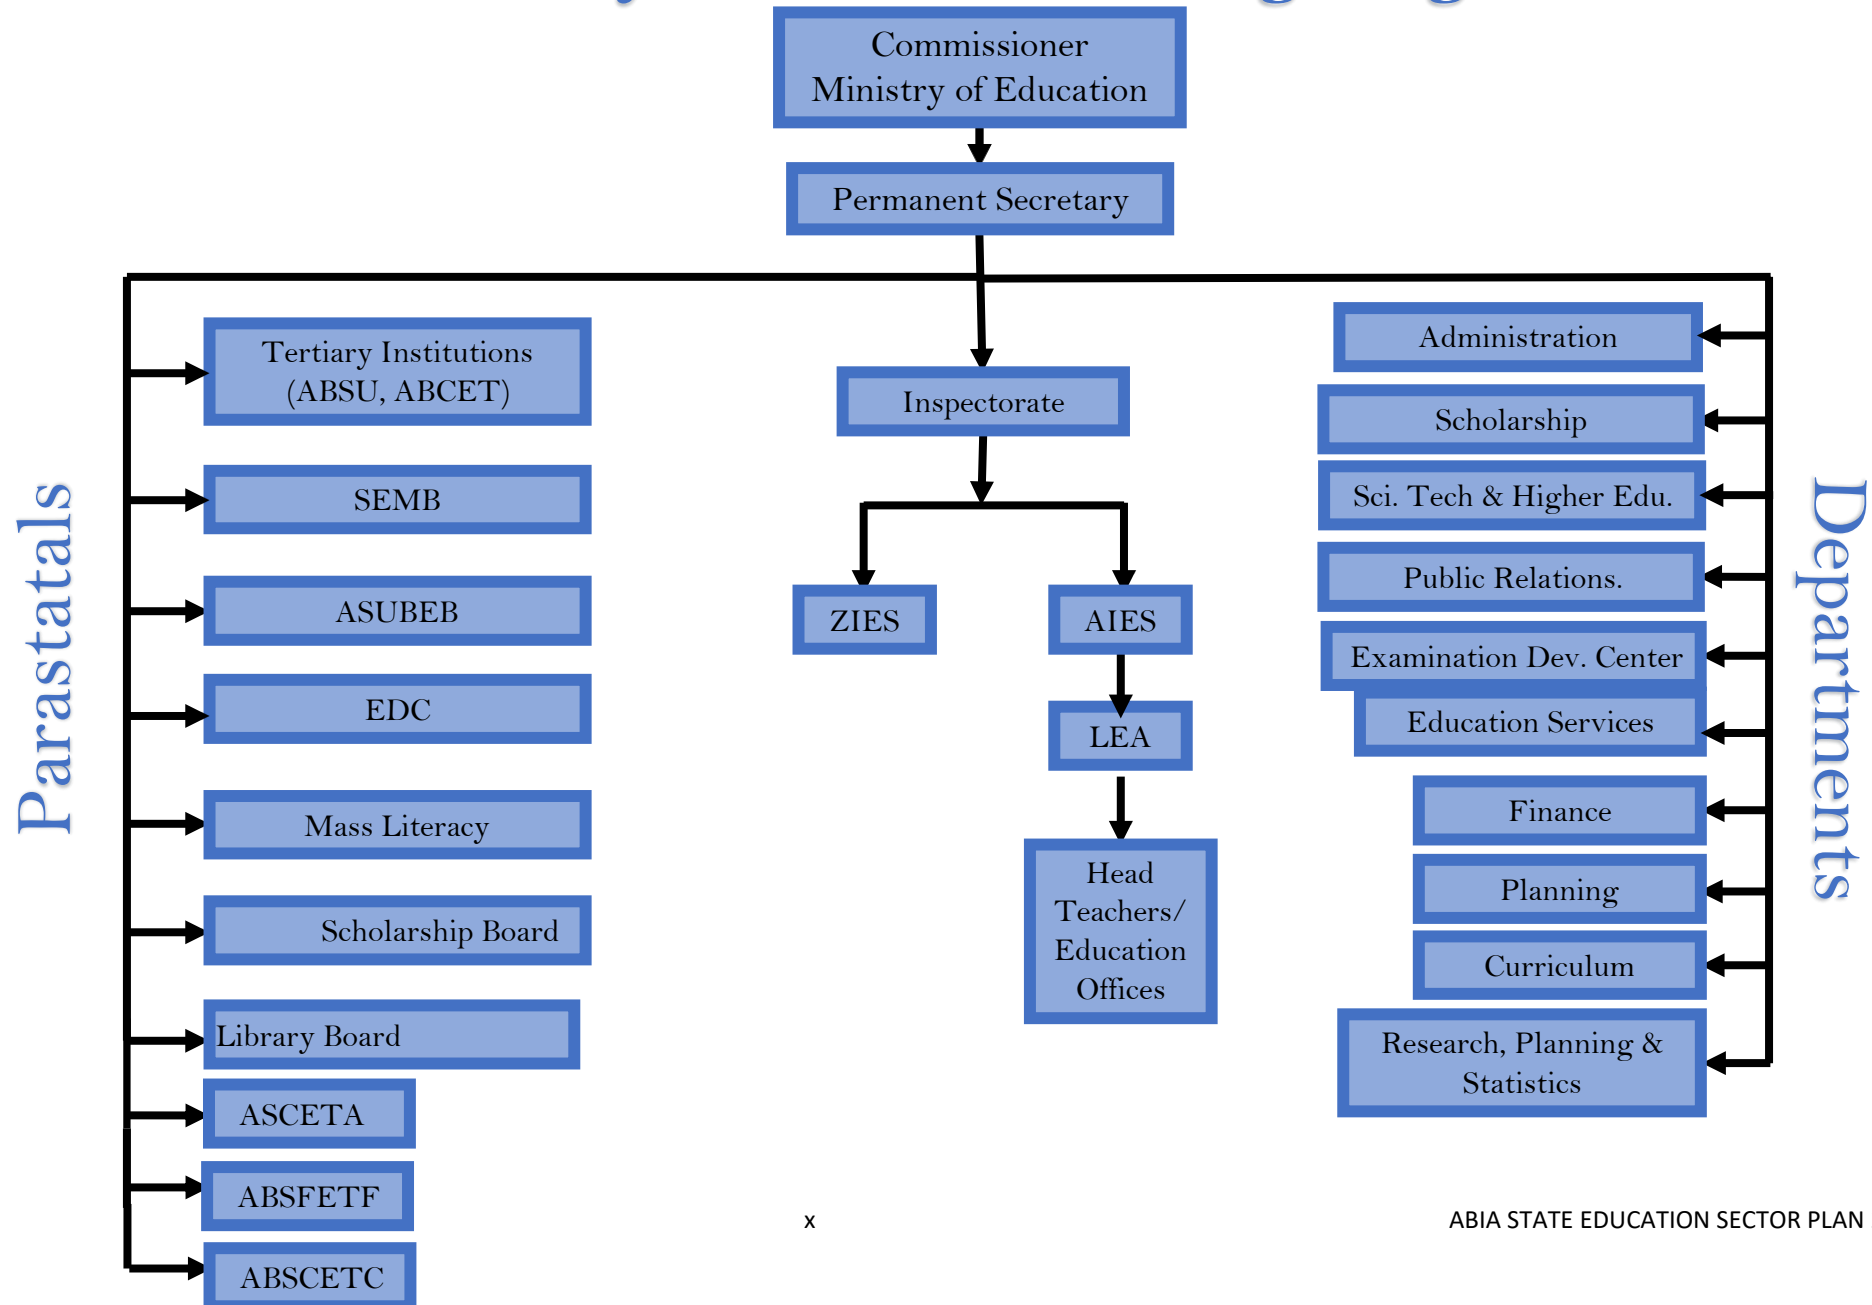 Commissioner
Ministry of Education
Permanent Secretary
Parastatals
Tertiary Institutions
(ABSU, ABCET)
SEMB
ASUBEB
EDC
Mass Literacy
Scholarship Board
Library Board
ASCETA
ABSFETF
ABSCETC
Inspectorate
ZIES
AIES
LEA
Head
Teachers/
Education
Offices
Departments
Administration
Scholarship
Sci. Tech & Higher Edu.
Public Relations.
Examination Dev. Center
Education Services
Finance
Planning
Curriculum
Research, Planning &
Statistics
x
ABIA STATE EDUCATION SECTOR PLAN